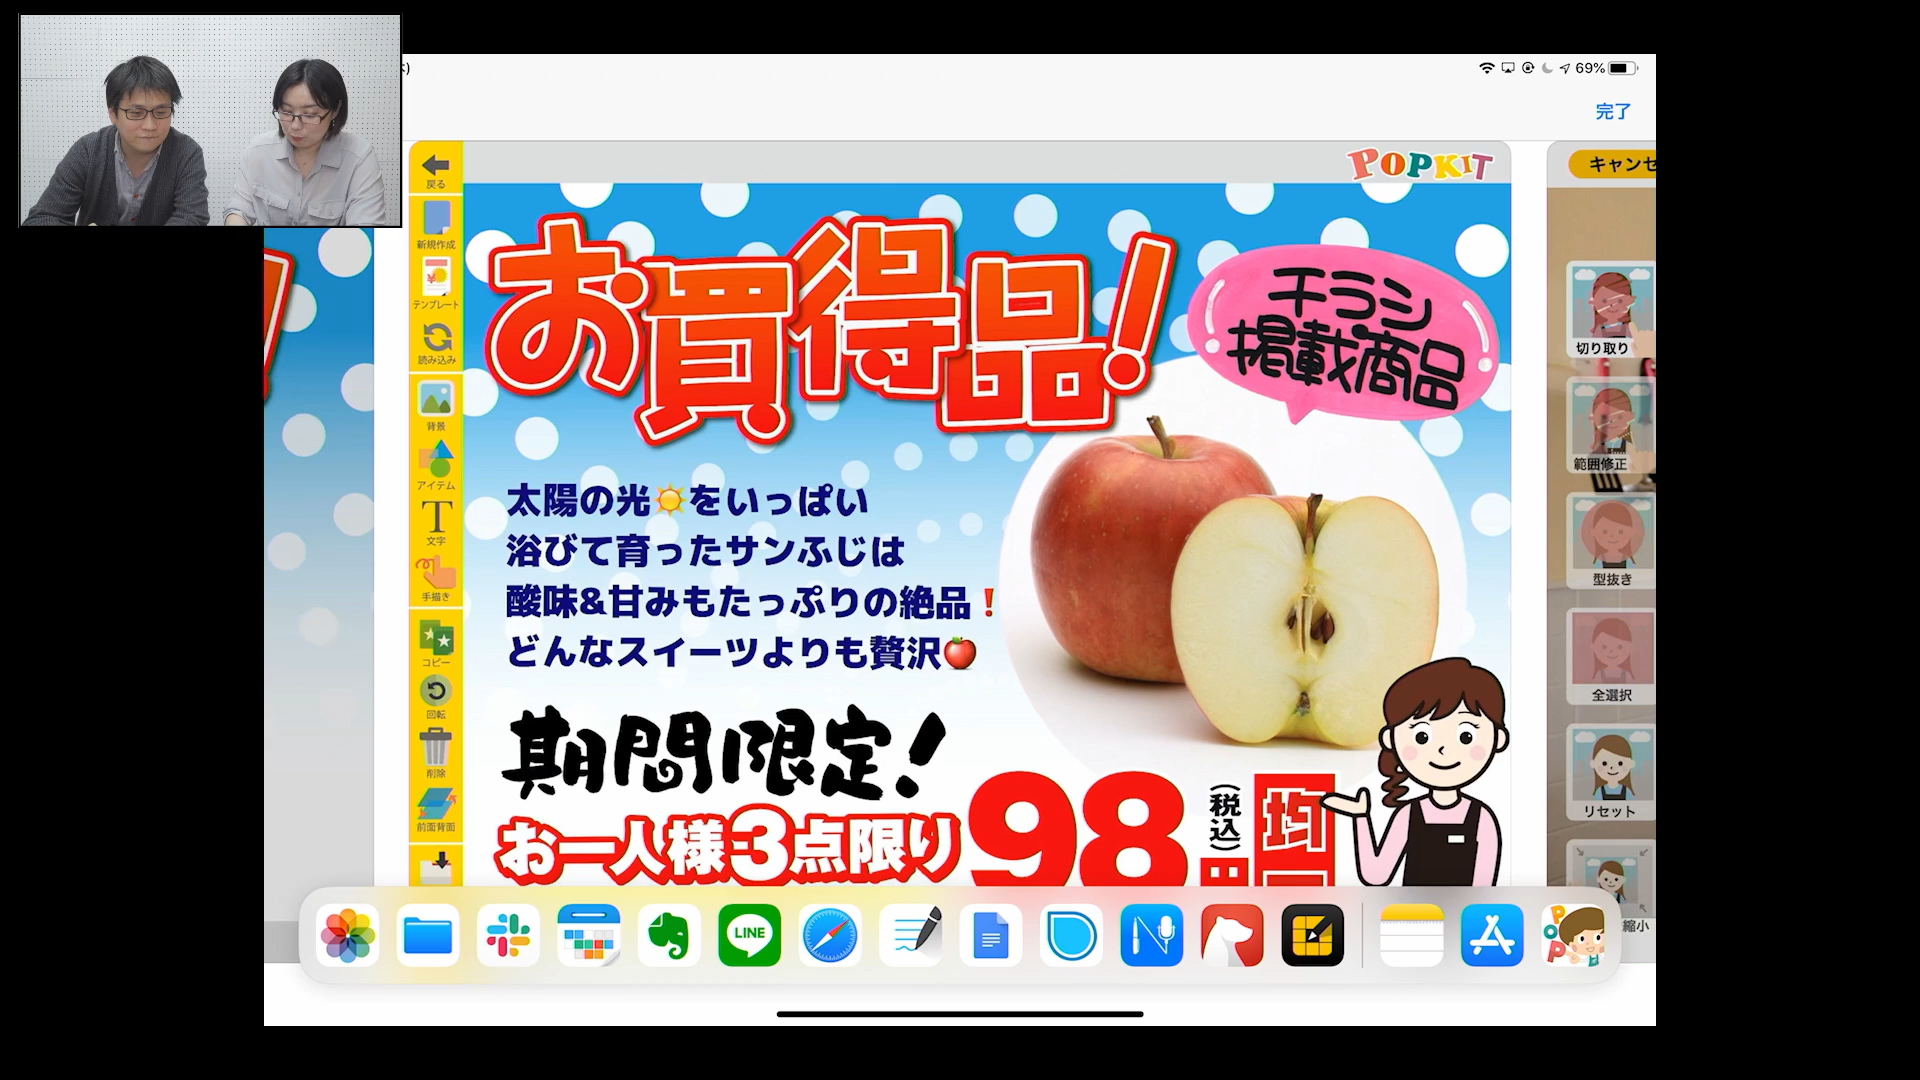 69%
完了
戻る
新規作成
テンプレート
読み込み
背景
アイテム
T
文字
手描き
コピー
回転
削除
前面背面
POPKIT
お買得品!
チラシ
掲載商品
太陽の光☀️をいっぱい
浴びて育ったサンふじは
酸味&甘みもたっぷりの絶品❗
どんなスイーツよりも贅沢🍎
期間限定!
お一人様3点限り
98
(税込)
円
均一
キャンセ
切り取り
範囲修正
型抜き
全選択
リセット
縮小
LINE
POP